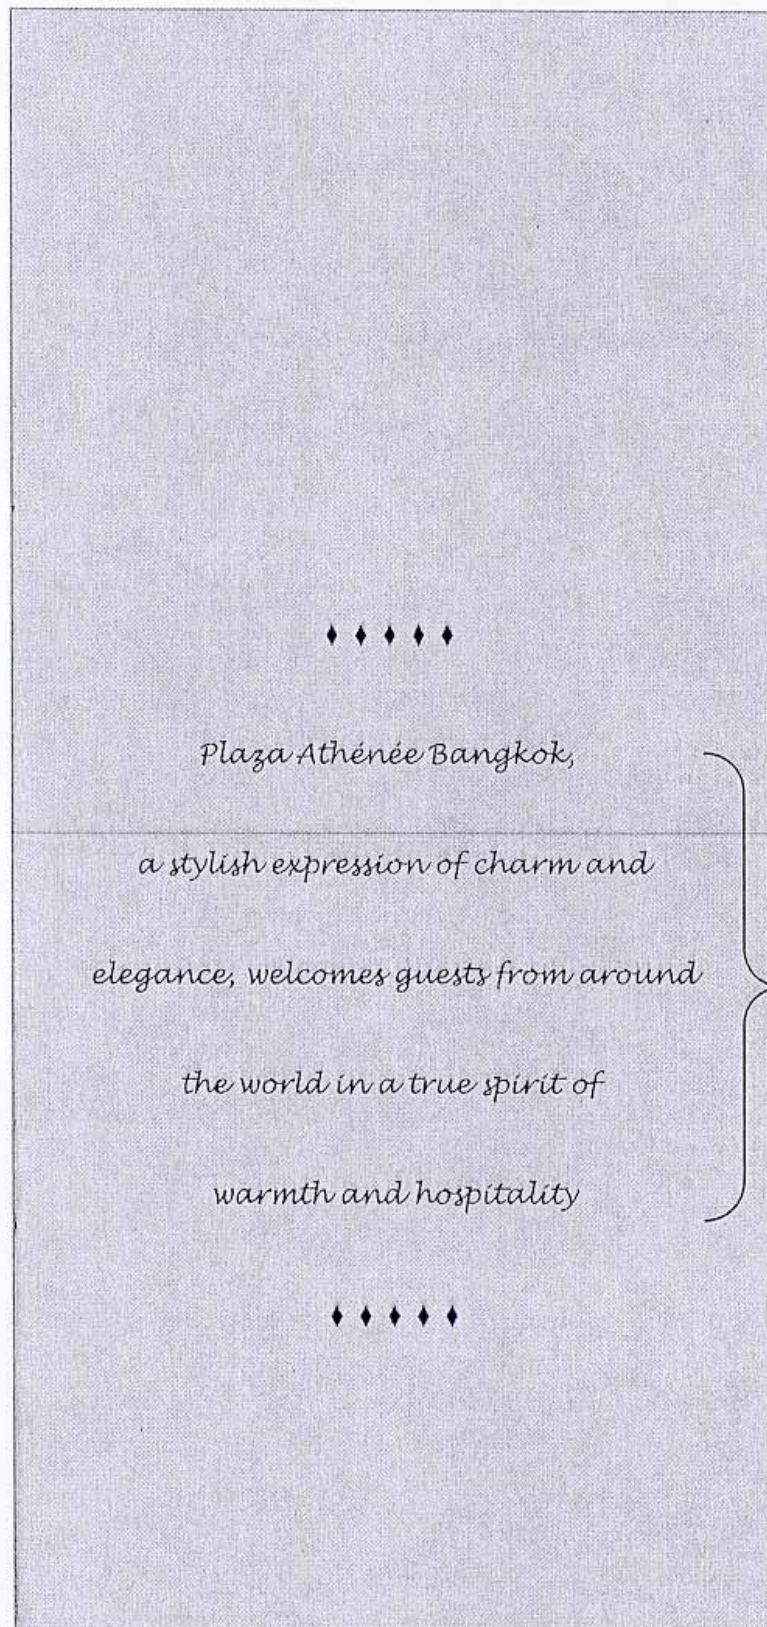 ♦ ♦ ♦ ♦ ♦
Plaza Athénée Bangkok,
a stylish expression of charm and
elegance, welcomes guests from around
the world in a true spirit of
warmth and hospitality
♦ ♦ ♦ ♦ ♦